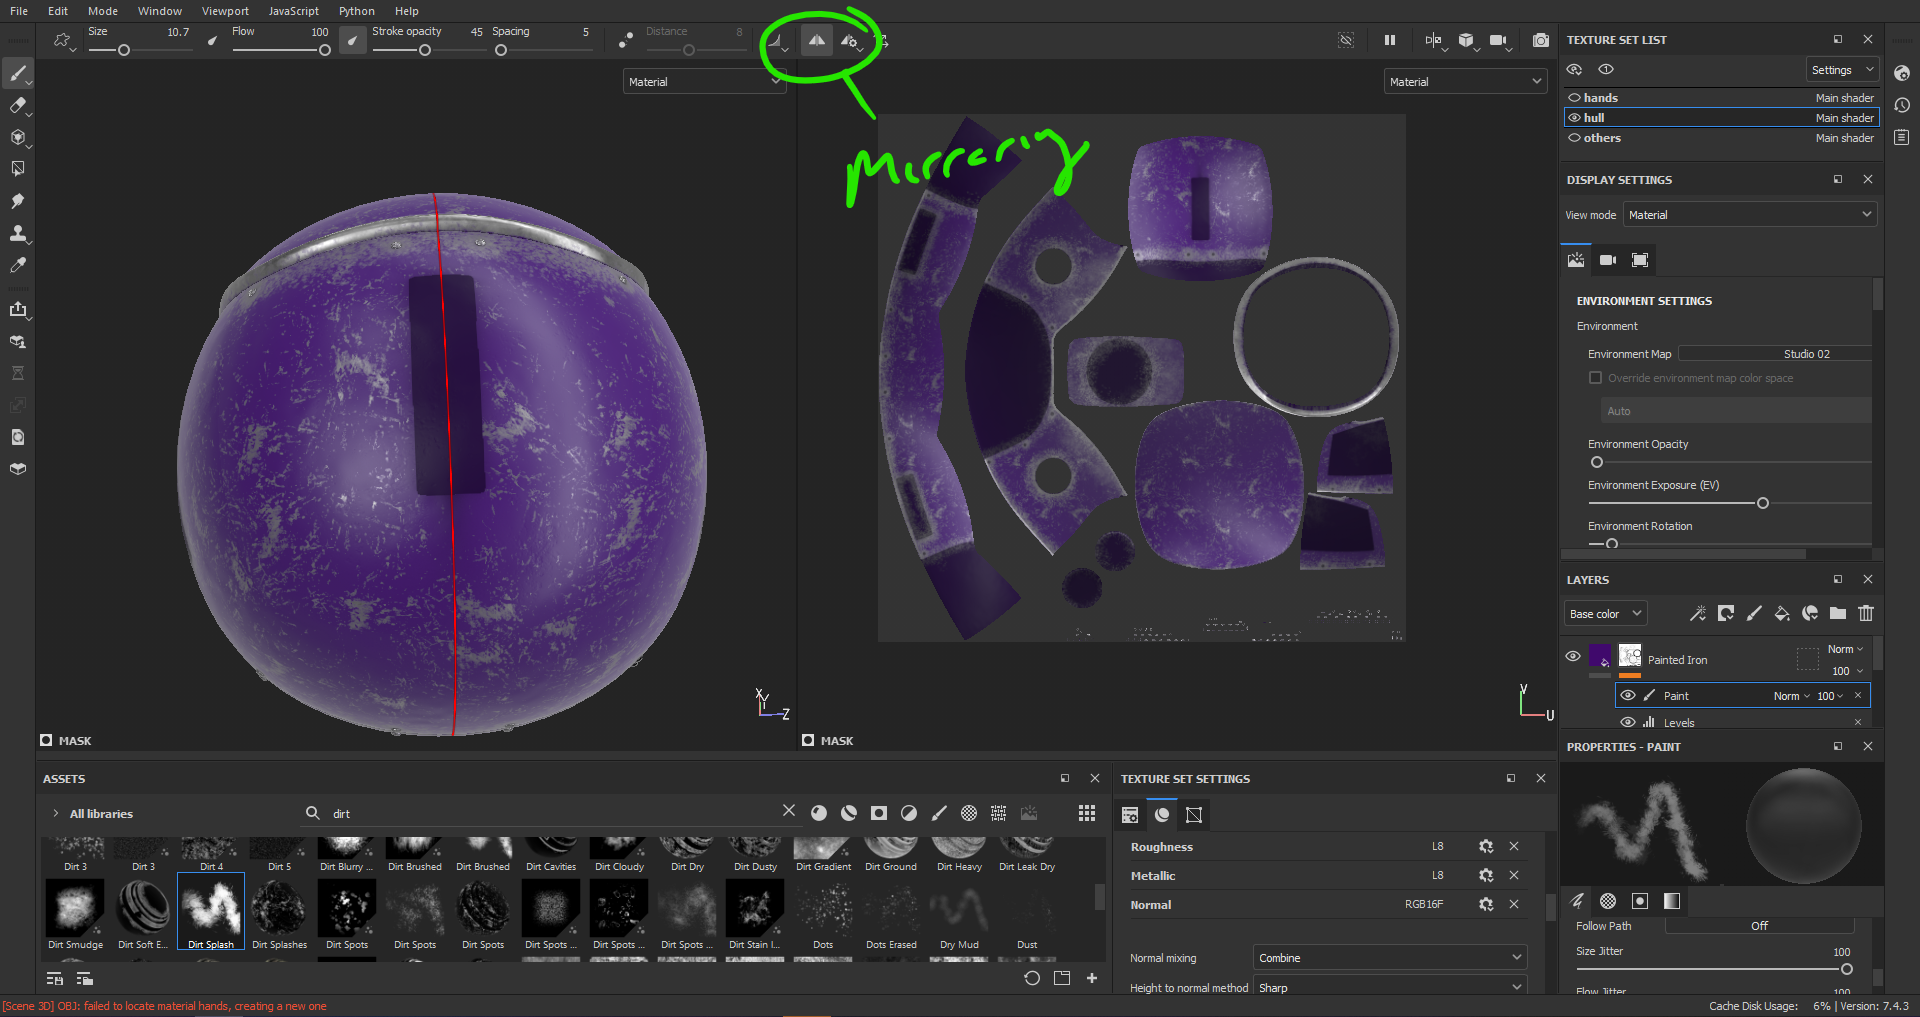 File Edit Mode Window Viewport JavaScript Python Help
Size 10.7 Flow 100 Stroke opacity 45 Spacing 5 Distance 8
Material
Material
Mirroring
X Y Z
V U
MASK
MASK
TEXTURE SET LIST
Settings
hands Main shader
hull Main shader
others Main shader
DISPLAY SETTINGS
View mode Material
ENVIRONMENT SETTINGS
Environment
Environment Map Studio 02
Override environment map color space
Auto
Environment Opacity
Environment Exposure (EV)
Environment Rotation
LAYERS
Base color
Painted Iron Norm
100
Paint Norm 100
Levels
PROPERTIES - PAINT
Follow Path Off
Size Jitter 100
Flow Jitter 100
ASSETS
All libraries dirt
Dirt 3 Dirt 3 Dirt 4 Dirt 5 Dirt Blurry ... Dirt Brushed Dirt Brushed Dirt Cavities Dirt Cloudy Dirt Dry Dirt Dusty Dirt Gradient Dirt Ground Dirt Heavy Dirt Leak Dry
Dirt Smudge Dirt Soft E... Dirt Splash Dirt Splashes Dirt Spots Dirt Spots Dirt Spots Dirt Spots ... Dirt Spots ... Dirt Spots ... Dirt Stain I... Dots Dots Erased Dry Mud Dust
TEXTURE SET SETTINGS
Roughness L8
Metallic L8
Normal RGB16F
Normal mixing Combine
Height to normal method Sharp
[Scene 3D] OBJ: failed to locate material hands, creating a new one
Cache Disk Usage: 6% | Version: 7.4.3